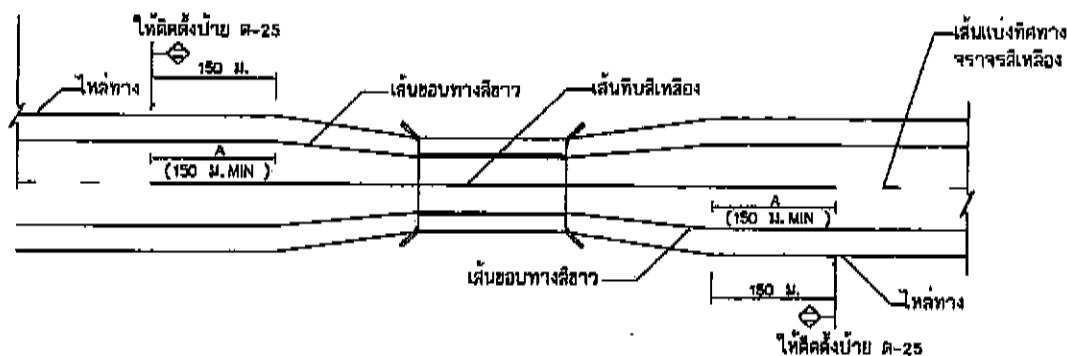 ให้ติดตั้งป้าย ต-25
150 ม.
ไหล่ทาง
เส้นขอบทางสีขาว
เส้นทึบสีเหลือง
เส้นแบ่งทิศทาง
จราจรสีเหลือง
A
(150 ม.MIN)
A
(150 ม.MIN)
เส้นขอบทางสีขาว
150 ม.
ไหล่ทาง
ให้ติดตั้งป้าย ต-25